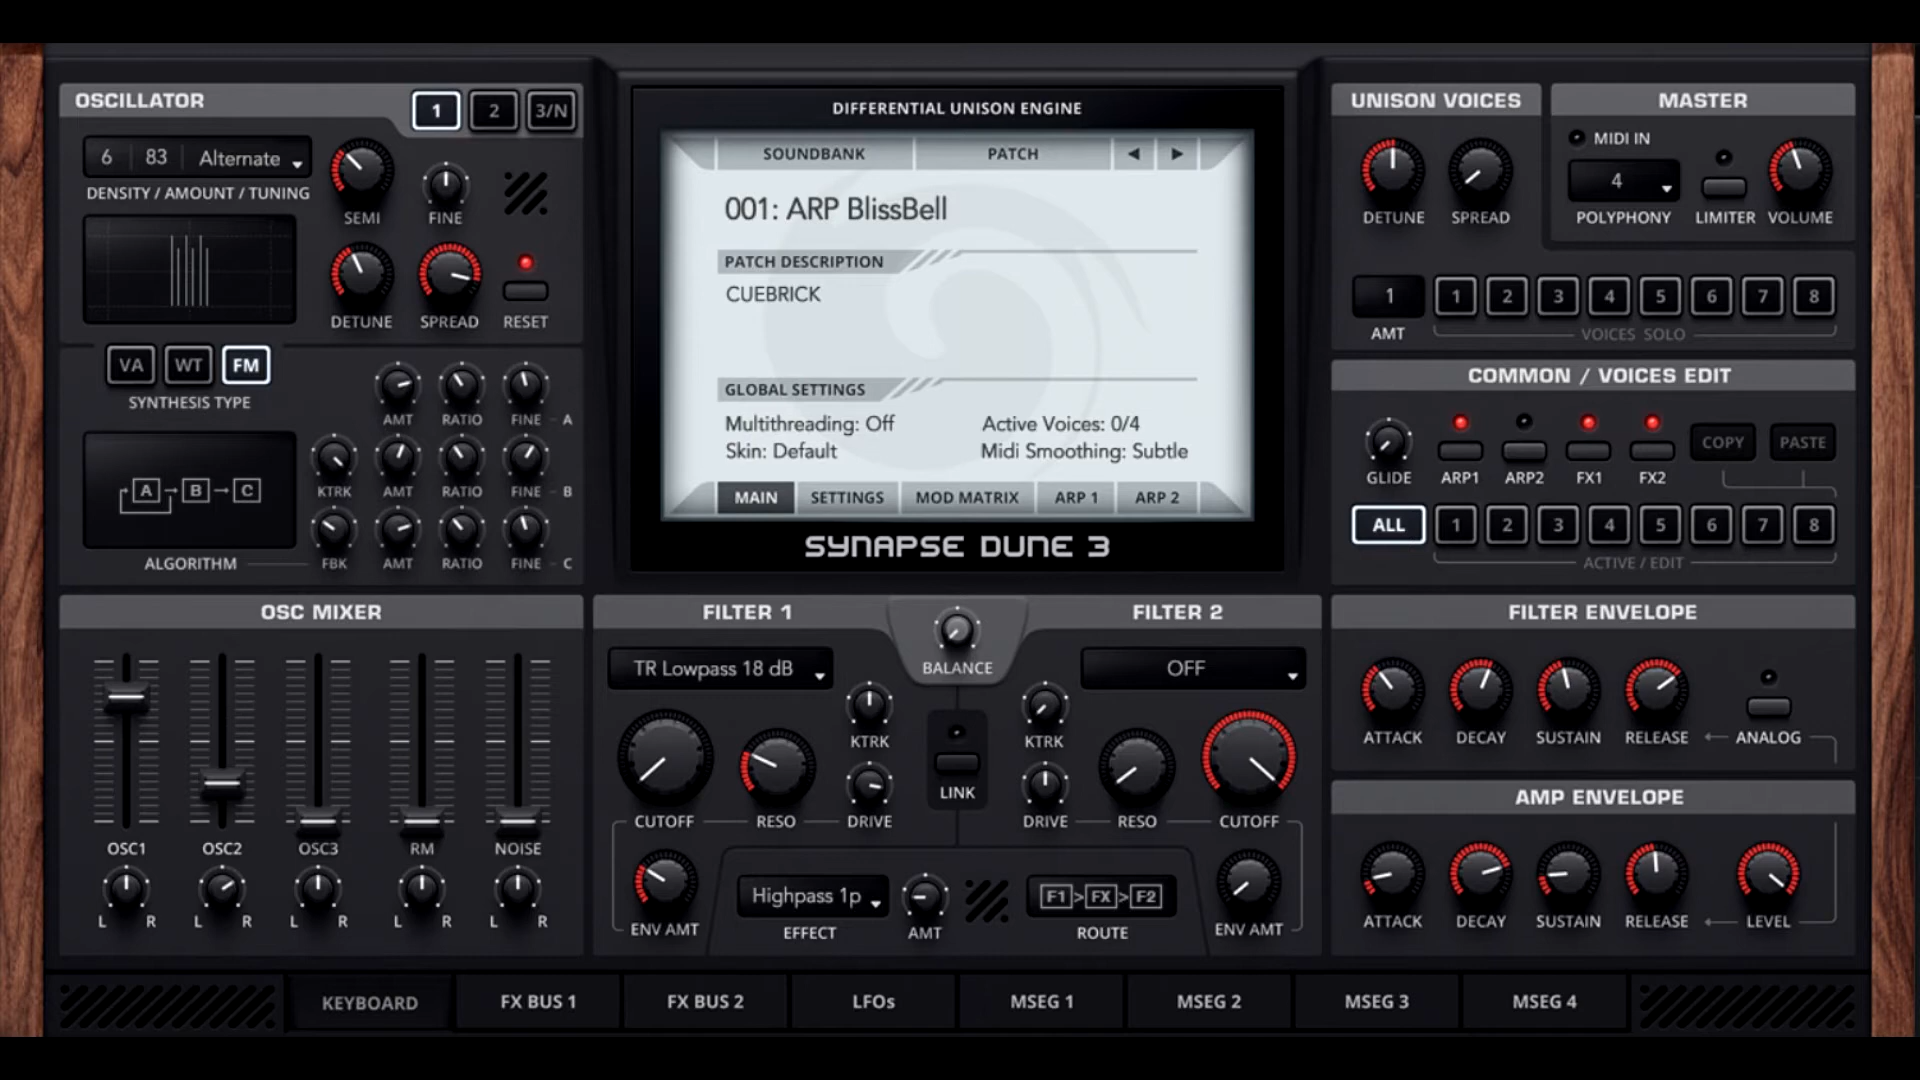 OSCILLATOR
1 2 3/N
6 83 Alternate
DENSITY / AMOUNT / TUNING
SEMI FINE
DETUNE SPREAD RESET
VA WT FM
SYNTHESIS TYPE
AMT RATIO FINE A
A B C
KTRK AMT RATIO FINE B
ALGORITHM
FBK AMT RATIO FINE C
DIFFERENTIAL UNISON ENGINE
SOUNDBANK PATCH
001: ARP BlissBell
PATCH DESCRIPTION
CUEBRICK
GLOBAL SETTINGS
Multithreading: Off Active Voices: 0/4
Skin: Default Midi Smoothing: Subtle
MAIN SETTINGS MOD MATRIX ARP 1 ARP 2
SYNAPSE DUNE 3
UNISON VOICES
DETUNE SPREAD
MASTER
MIDI IN
4
POLYPHONY LIMITER VOLUME
1 1 2 3 4 5 6 7 8
AMT VOICES SOLO
COMMON / VOICES EDIT
COPY PASTE
GLIDE ARP1 ARP2 FX1 FX2
ALL 1 2 3 4 5 6 7 8
ACTIVE / EDIT
OSC MIXER
OSC1 OSC2 OSC3 RM NOISE
L R L R L R L R L R
FILTER 1
TR Lowpass 18 dB
KTRK
CUTOFF RESO DRIVE
ENV AMT
BALANCE
LINK
FILTER 2
OFF
KTRK
DRIVE RESO CUTOFF
ENV AMT
Highpass 1p
EFFECT AMT
F1>FX>F2
ROUTE
FILTER ENVELOPE
ATTACK DECAY SUSTAIN RELEASE ANALOG
AMP ENVELOPE
ATTACK DECAY SUSTAIN RELEASE LEVEL
KEYBOARD FX BUS 1 FX BUS 2 LFOs MSEG 1 MSEG 2 MSEG 3 MSEG 4